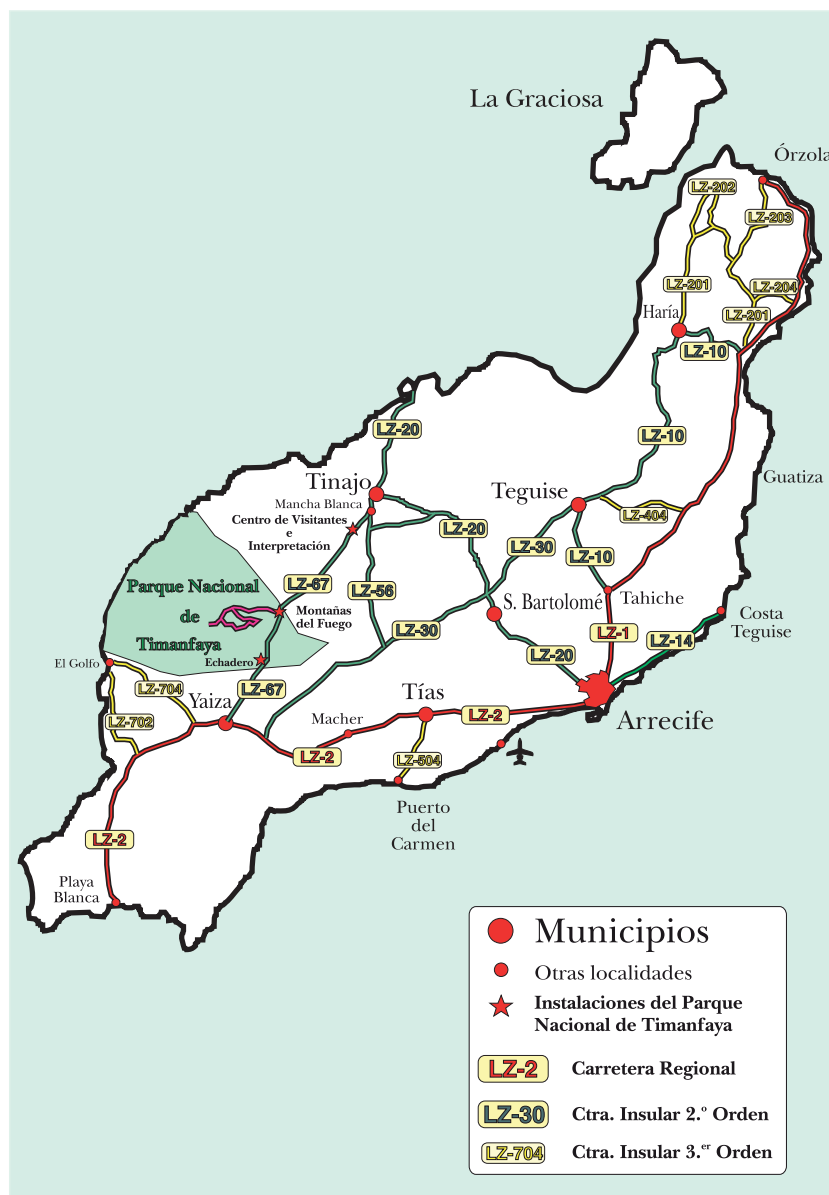 La Graciosa
Órzola
LZ-202
LZ-203
LZ-201
LZ-204
LZ-201
Haría
LZ-10
LZ-20
LZ-10
Guatiza
Tinajo
Mancha Blanca
Centro de Visitantes
e
Interpretación
Teguise
LZ-404
LZ-20
LZ-30
LZ-10
Parque Nacional
de
Timanfaya
LZ-67
Montañas
del Fuego
LZ-56
S. Bartolomé
Tahiche
Costa
Teguise
LZ-30
LZ-1
LZ-14
LZ-20
El Golfo
Echadero
LZ-704
LZ-67
Yaiza
LZ-702
Macher
Tías
LZ-2
Arrecife
LZ-2
LZ-504
Puerto
del
Carmen
LZ-2
Playa
Blanca
Municipios
Otras localidades
Instalaciones del Parque
Nacional de Timanfaya
LZ-2 Carretera Regional
LZ-30 Ctra. Insular 2.º Orden
LZ-704 Ctra. Insular 3.er Orden